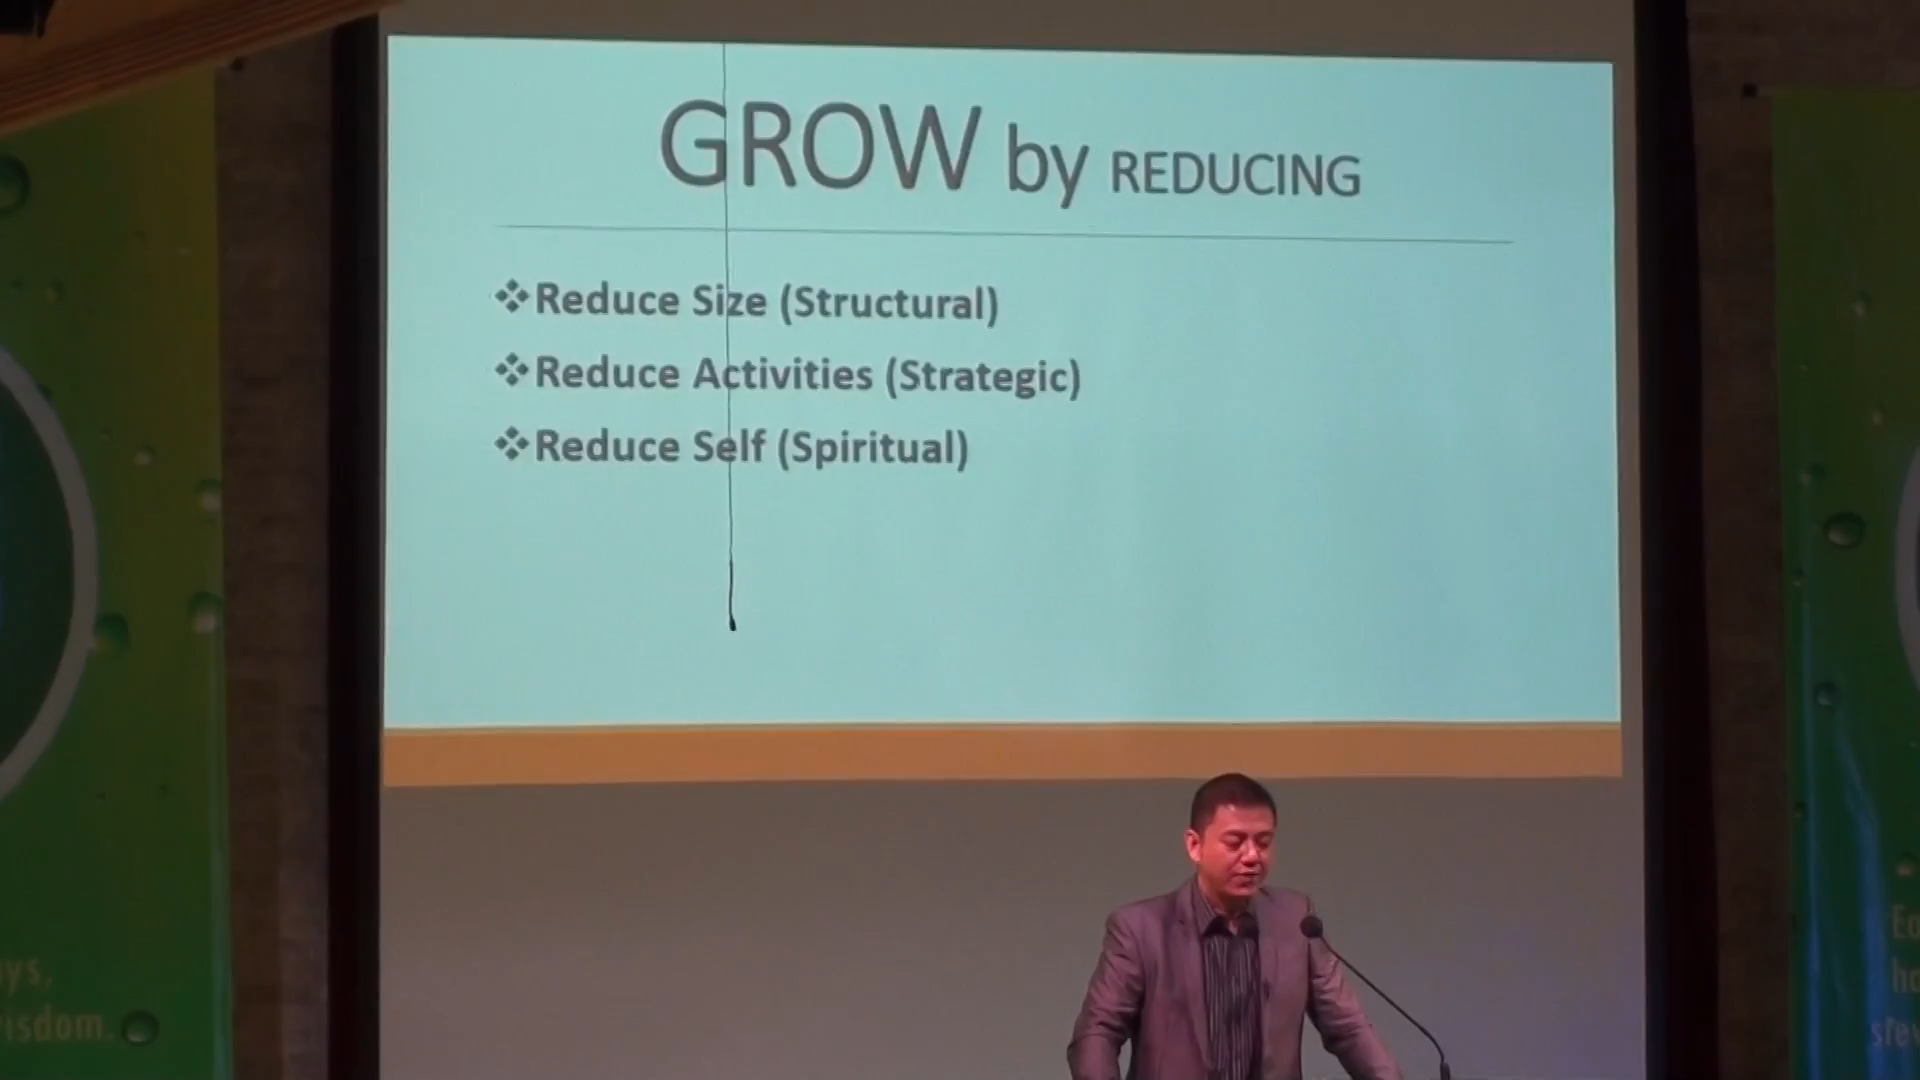 GROW by REDUCING
❖Reduce Size (Structural)
❖Reduce Activities (Strategic)
❖Reduce Self (Spiritual)